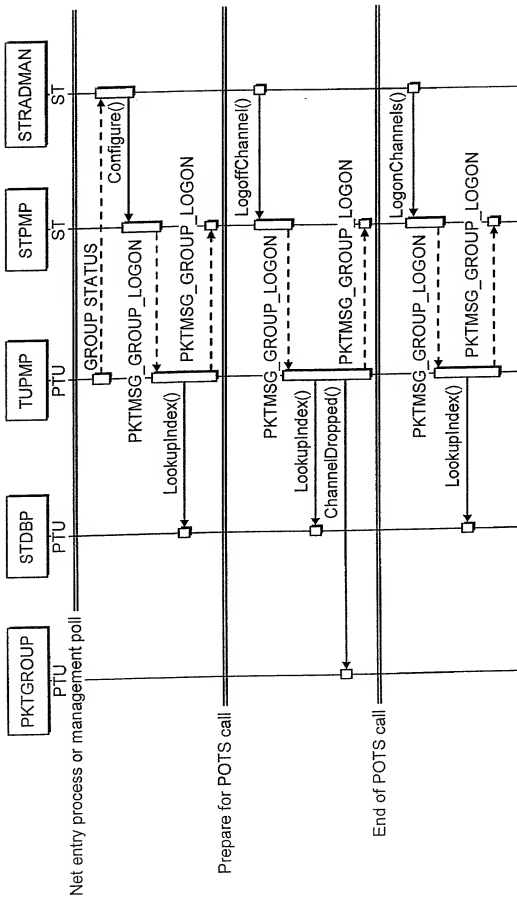 PKTGROUP
STDBP
TUPMP
STPMP
STRADMAN
PTU
PTU
PTU
ST
ST
Net entry process or management poll
GROUP STATUS
Configure()
PKTMSG_GROUP_LOGON
LookupIndex()
PKTMSG_GROUP_LOGON
Prepare for POTS call
LogoffChannel()
PKTMSG_GROUP_LOGON
LookupIndex()
ChannelDropped()
PKTMSG_GROUP_LOGON
End of POTS call
LogonChannels()
PKTMSG_GROUP_LOGON
LookupIndex()
PKTMSG_GROUP_LOGON